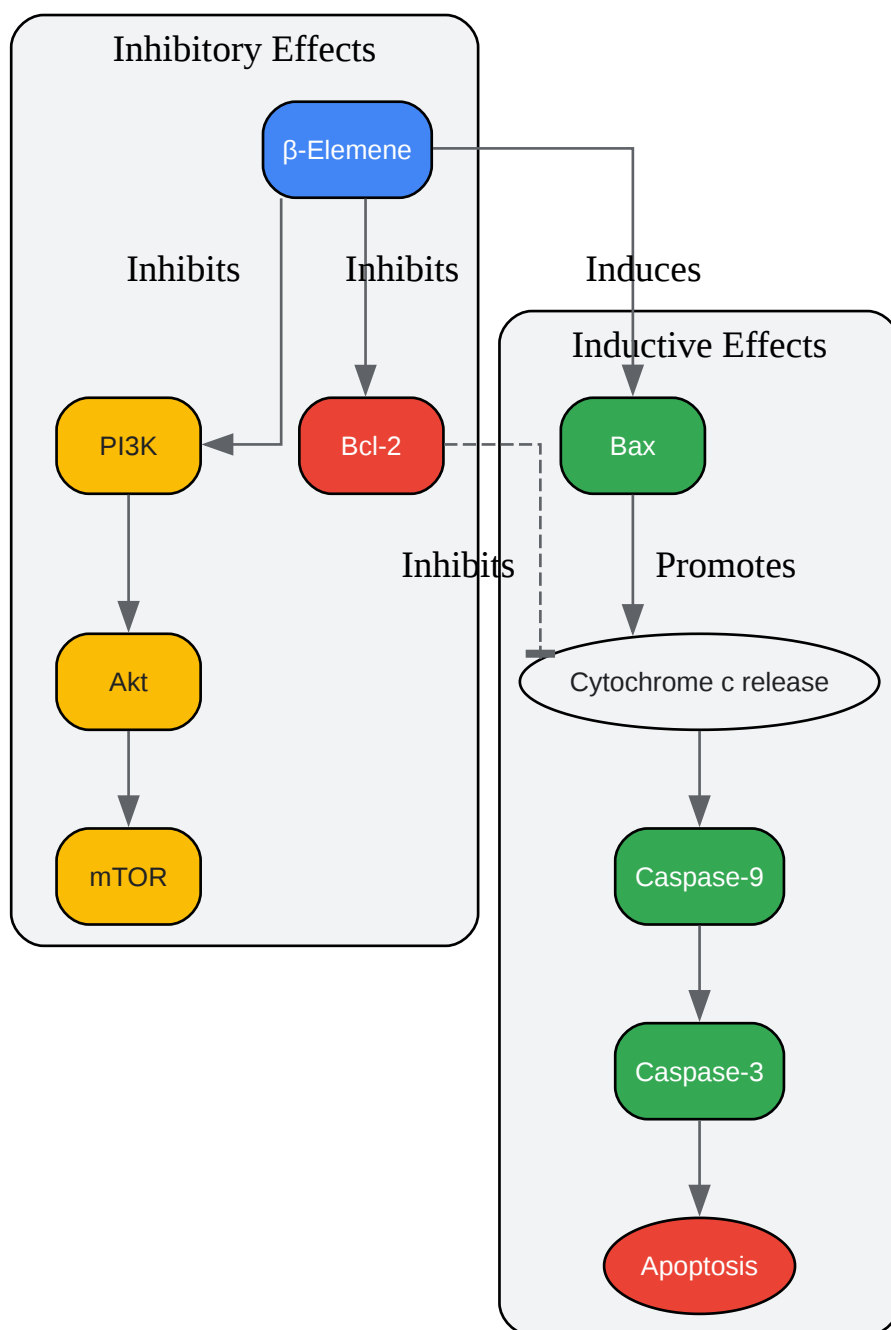 Inhibitory Effects
β-Elemene
Inhibits
Inhibits
Induces
Inductive Effects
PI3K
Bcl-2
Bax
Inhibits
Promotes
Akt
Cytochrome c release
mTOR
Caspase-9
Caspase-3
Apoptosis